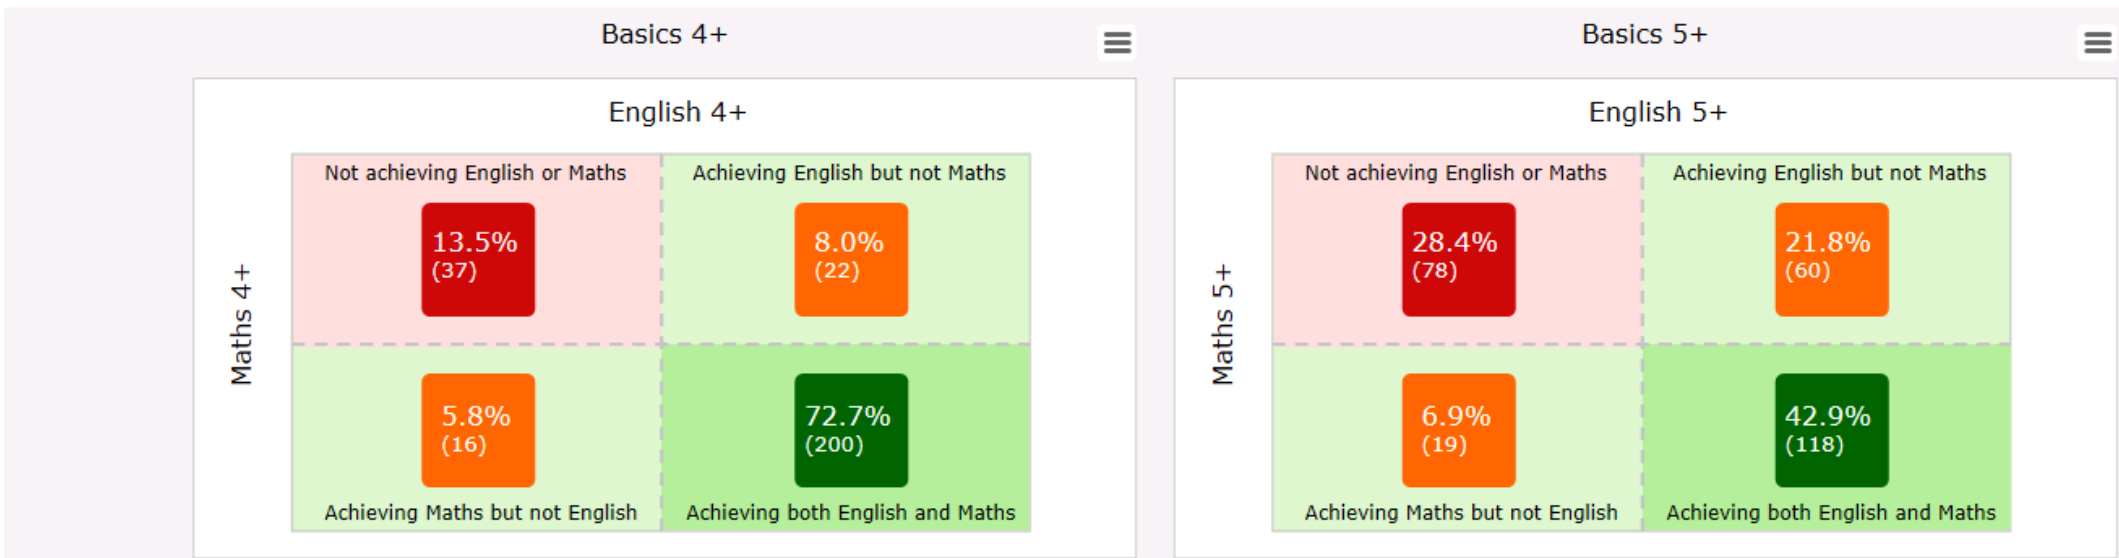 Basics 4+
English 4+
Maths 4+
Not achieving English or Maths
13.5%
(37)
Achieving English but not Maths
8.0%
(22)
5.8%
(16)
Achieving Maths but not English
72.7%
(200)
Achieving both English and Maths
Basics 5+
English 5+
Maths 5+
Not achieving English or Maths
28.4%
(78)
Achieving English but not Maths
21.8%
(60)
6.9%
(19)
Achieving Maths but not English
42.9%
(118)
Achieving both English and Maths